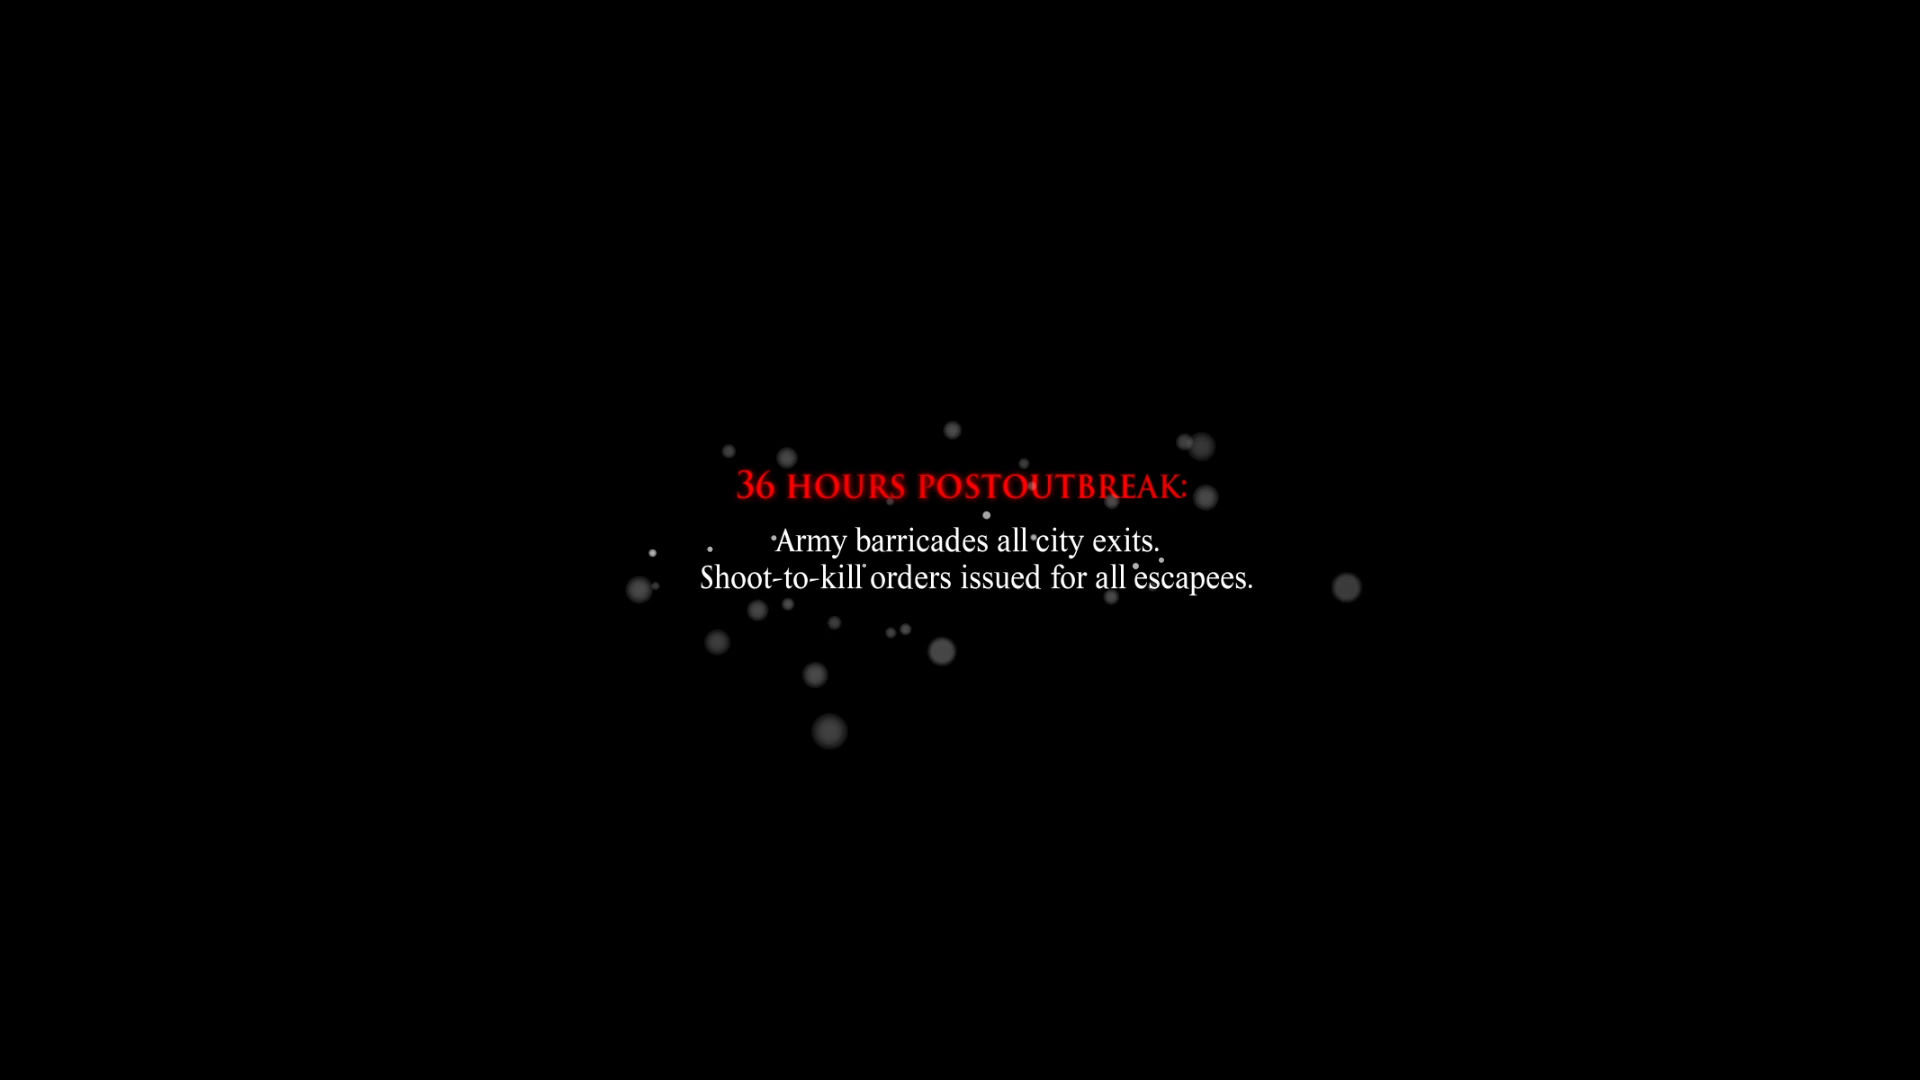 36 HOURS POSTOUTBREAK:
Army barricades all city exits.
Shoot-to-kill orders issued for all escapees.